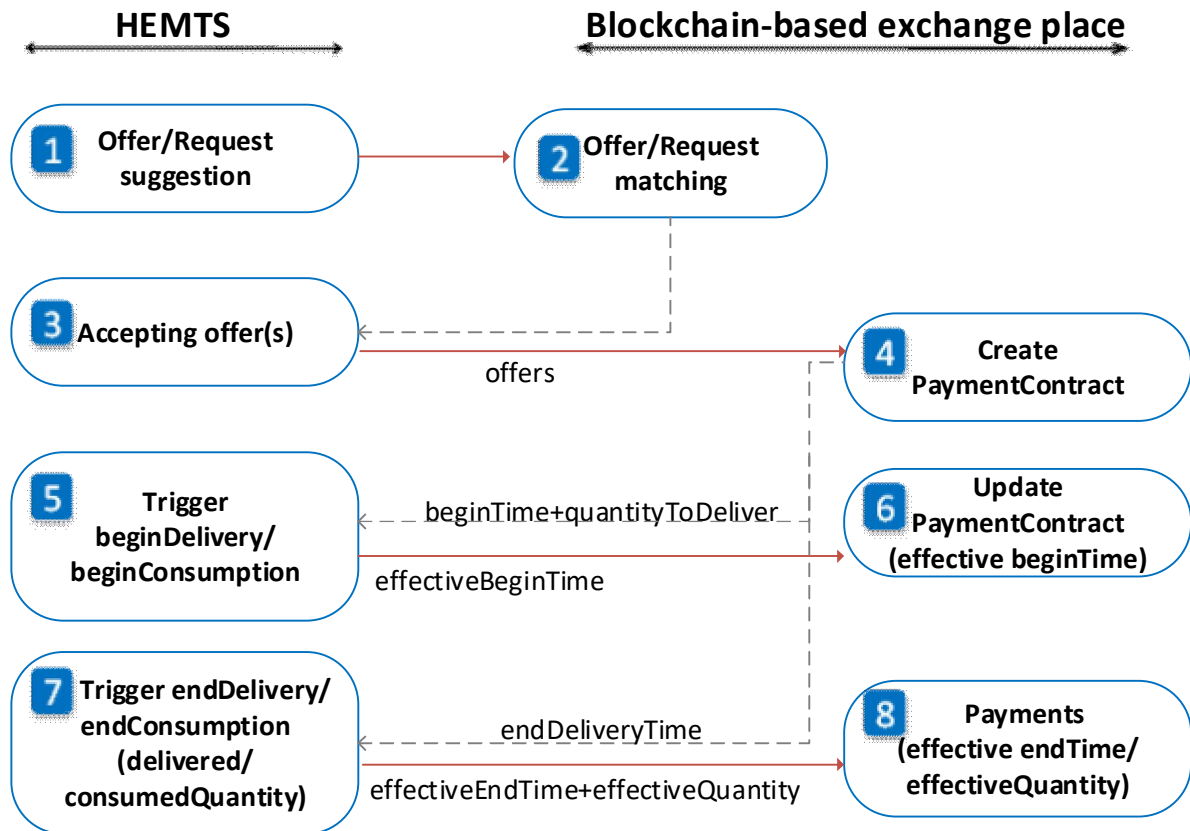 HEMTS
Blockchain-based exchange place
1
Offer/Request
suggestion
2
Offer/Request
matching
3
Accepting offer(s)
offers
4
Create
PaymentContract
5
Trigger
beginDelivery/
beginConsumption
beginTime+quantityToDeliver
effectiveBeginTime
6
Update
PaymentContract
(effective beginTime)
7
Trigger endDelivery/
endConsumption
(delivered/
consumedQuantity)
endDeliveryTime
effectiveEndTime+effectiveQuantity
8
Payments
(effective endTime/
effectiveQuantity)